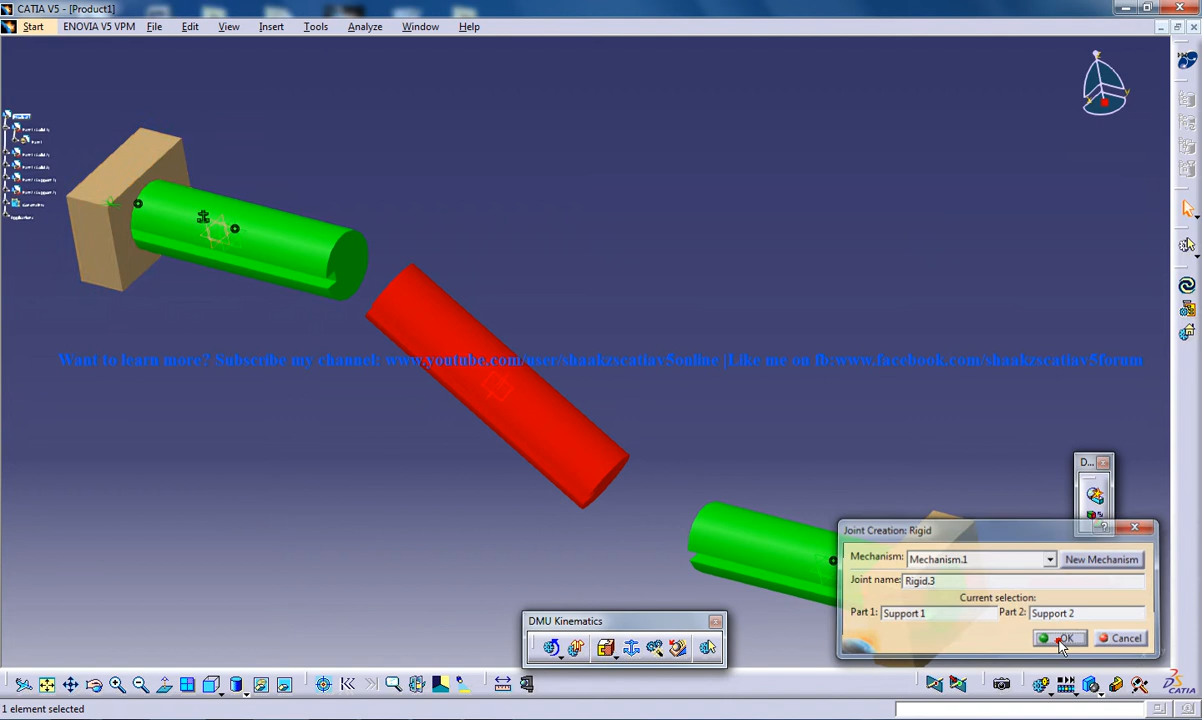 CATIA V5 - [Product1]
Start ENOVIA V5 VPM File Edit View Insert Tools Analyze Window Help
Want to learn more? Subscribe my channel: www.youtube.com/user/shaakzscatiav5online |Like me on fb:www.facebook.com/shaakzscatiav5forum
D...
Joint Creation: Rigid
Mechanism: Mechanism.1 New Mechanism
Joint name: Rigid.3
Current selection:
Part 1: Support 1 Part 2: Support 2
OK Cancel
DMU Kinematics
CATIA
1 element selected